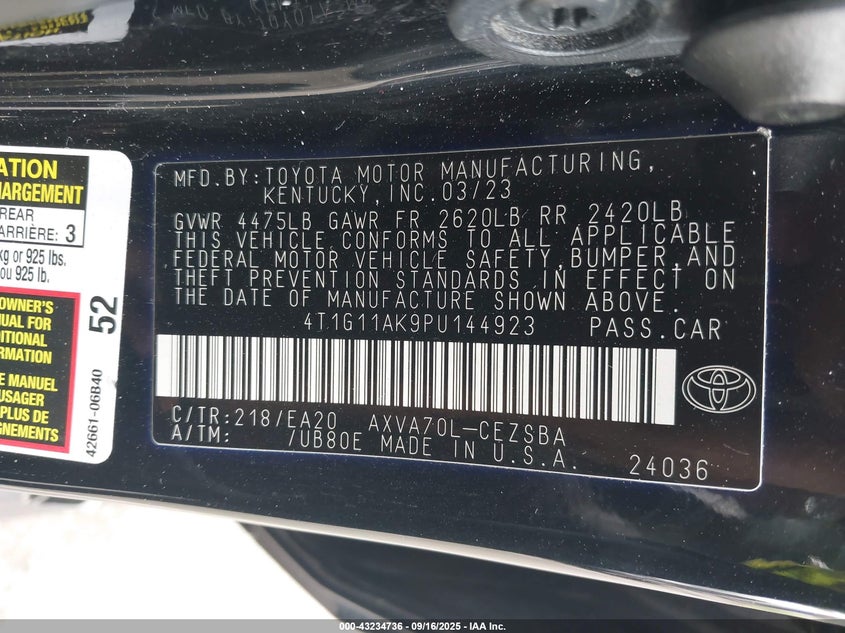 ATION
HARGEMENT
REAR
ARRIÈRE: 3
kg or 925 lbs.
ou 925 lb.
OWNER'S
NUAL FOR
DITIONAL
ORMATION
E MANUEL
USAGER
PLUS DE
GNEMENTS
52
42661-06B40
MFD.BY:TOYOTA MOTOR MANUFACTURING,
KENTUCKY,INC.03/23
GVWR 4475LB GAWR FR 2620LB RR 2420LB
THIS VEHICLE CONFORMS TO ALL APPLICABLE
FEDERAL MOTOR VEHICLE SAFETY,BUMPER,AND
THEFT PREVENTION STANDARDS IN EFFECT ON
THE DATE OF MANUFACTURE SHOWN ABOVE.
4T1G11AK9PU144923 PASS.CAR
C/TR:218/EA20 AXVA70L-CEZSBA
A/TM: /UB80E MADE IN U.S.A.
24036
000-43234736 - 09/16/2025 - IAA Inc.